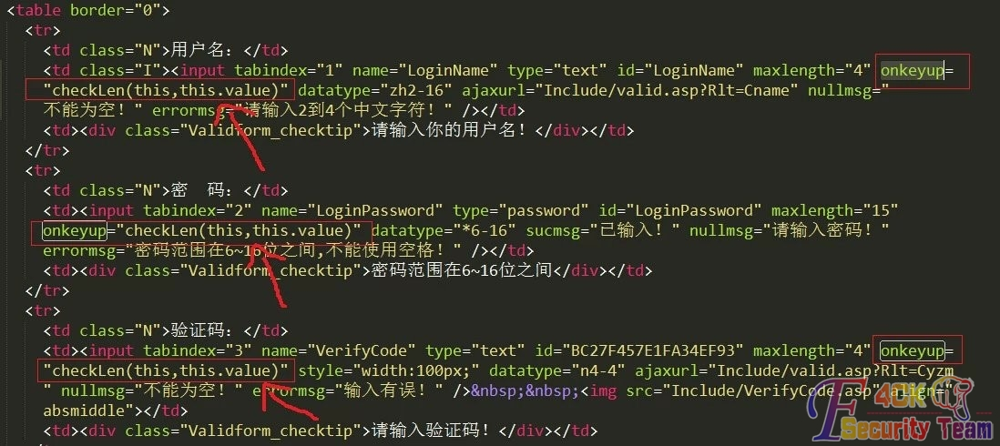 <table border="0">
<tr>
<td class="N">用户名：</td>
<td class="I"><input tabindex="1" name="LoginName" type="text" id="LoginName" maxlength="4" onkeyup=
"checkLen(this,this.value)" datatype="zh2-16" ajaxurl="Include/valid.asp?Rlt=Cname" nullmsg="
不能为空！" errormsg="请输入2到4个中文字符！" /></td>
<td><div class="Validform_checktip">请输入你的用户名！</div></td>
</tr>
<tr>
<td class="N">密　码：</td>
<td><input tabindex="2" name="LoginPassword" type="password" id="LoginPassword" maxlength="15"
onkeyup="checkLen(this,this.value)" datatype="*6-16" sucmsg="已输入！" nullmsg="请输入密码！"
errormsg="密码范围在6~16位之间,不能使用空格！" /></td>
<td><div class="Validform_checktip">密码范围在6~16位之间</div></td>
</tr>
<tr>
<td class="N">验证码：</td>
<td><input tabindex="3" name="VerifyCode" type="text" id="BC27F457E1FA34EF93" maxlength="4" onkeyup=
"checkLen(this,this.value)" style="width:100px;" datatype="n4-4" ajaxurl="Include/valid.asp?Rlt=Cyzm
" nullmsg="不能为空！" errormsg="输入有误！" />&nbsp;&nbsp;<img src="Include/VerifyCode.asp" align="
absmiddle"></td>
<td><div class="Validform_checktip">请输入验证码！</div></td>
F4ck
Security Team